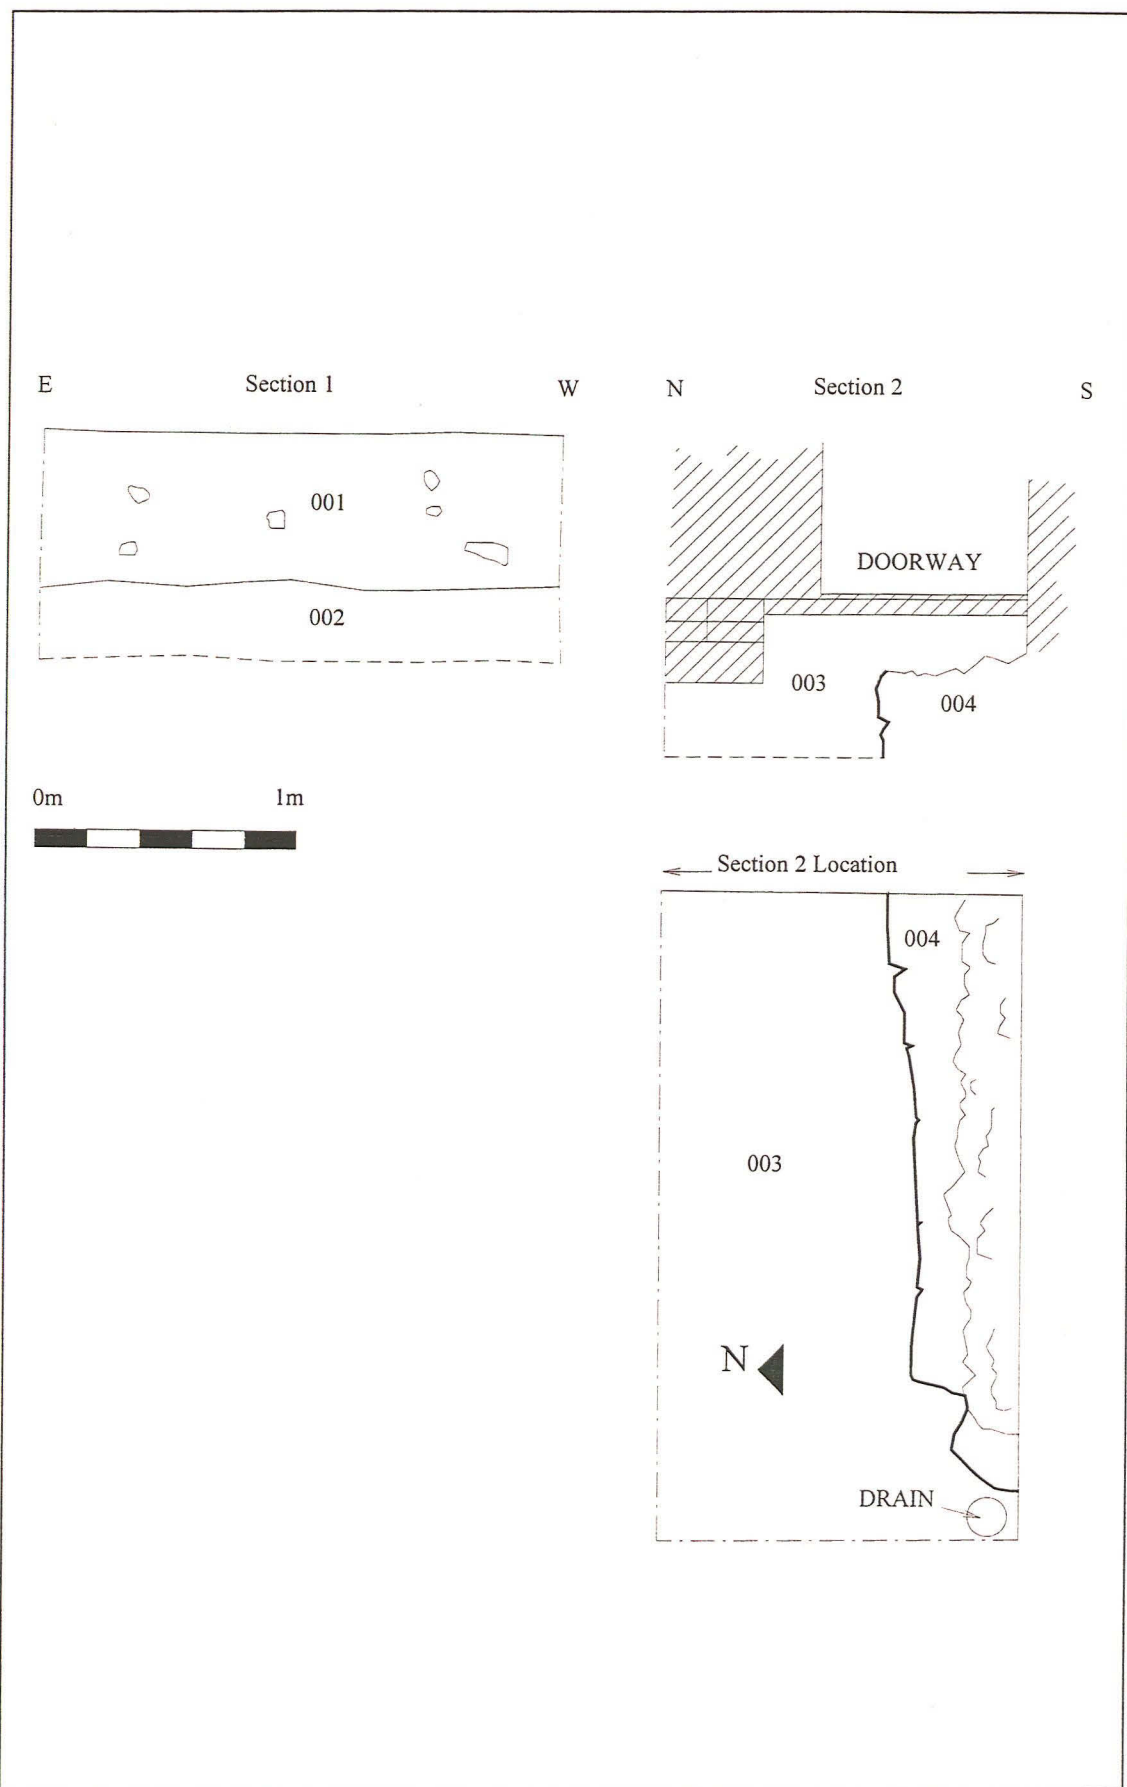 E Section 1 W
N Section 2 S
001
002
DOORWAY
003
004
0m 1m
Section 2 Location
004
003
N
DRAIN